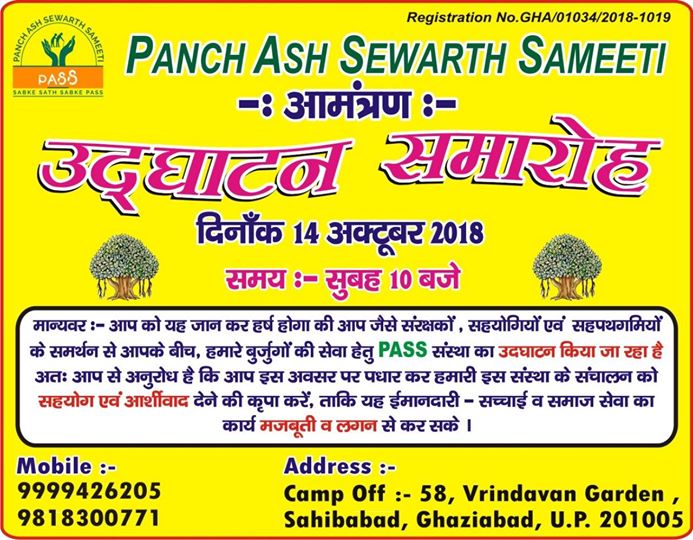 Registration No.GHA/01034/2018-1019
PANCH ASH SEWARTH SAMEETI
PASS
SABKE SATH SABKE PASS
PANCH ASH SEWARTH SAMEETI
-: आमंत्रण :-
उद्घाटन समारोह
दिनाँक 14 अक्टूबर 2018
समय :- सुबह 10 बजे
मान्यवर :- आप को यह जान कर हर्ष होगा की आप जैसे संरक्षकों , सहयोगियों एवं सहपथगमियों
के समर्थन से आपके बीच, हमारे बुर्जुगों की सेवा हेतु PASS संस्था का उदघाटन किया जा रहा है
अतः आप से अनुरोध है कि आप इस अवसर पर पधार कर हमारी इस संस्था के संचालन को
सहयोग एवं आर्शीवाद देने की कृपा करें, ताकि यह ईमानदारी - सच्चाई व समाज सेवा का
कार्य मजबूती व लगन से कर सके ।
Mobile :-
9999426205
9818300771
Address :-
Camp Off :- 58, Vrindavan Garden ,
Sahibabad, Ghaziabad, U.P. 201005